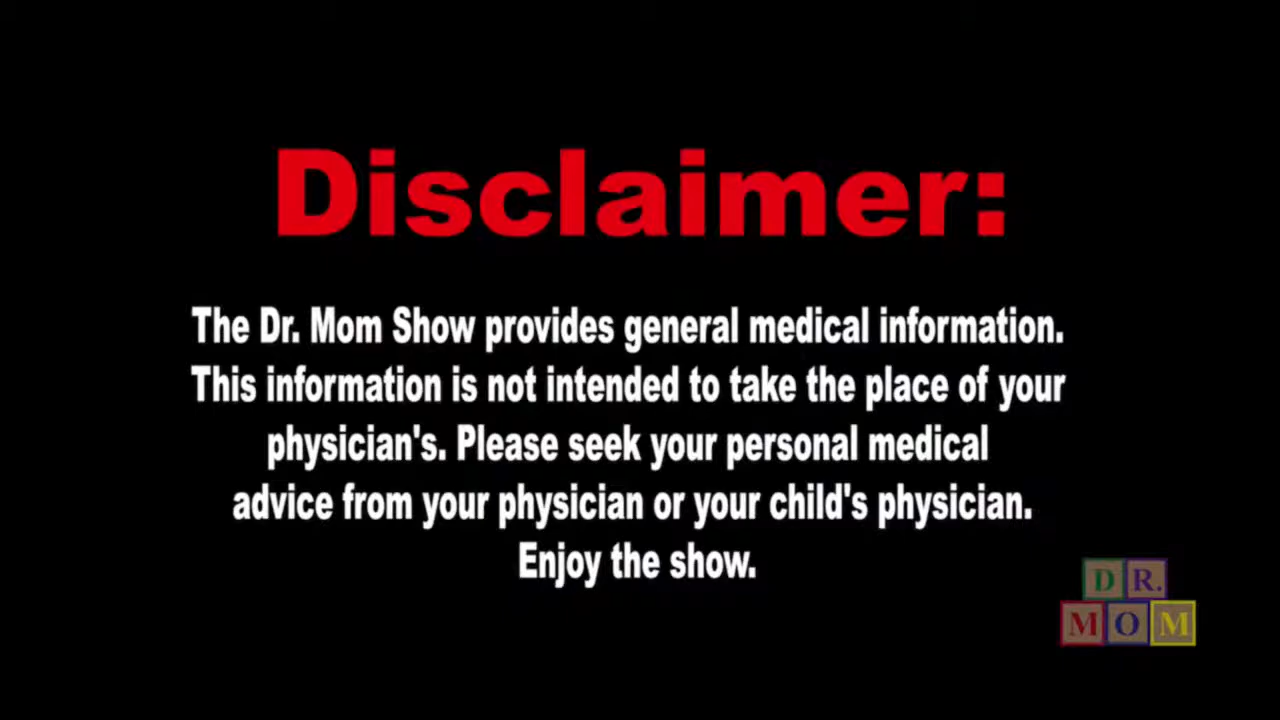 Disclaimer:
The Dr. Mom Show provides general medical information.
This information is not intended to take the place of your
physician's. Please seek your personal medical
advice from your physician or your child's physician.
Enjoy the show.
DR.
MOM